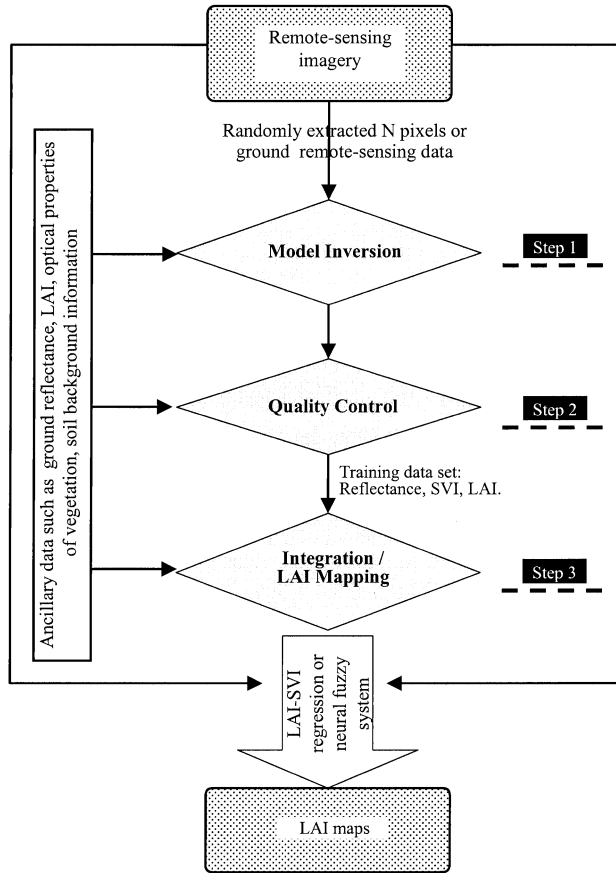 Remote-sensing
imagery
Randomly extracted N pixels or
ground remote-sensing data
Ancillary data such as ground reflectance, LAI, optical properties
of vegetation, soil background information
Model Inversion
Step 1
Quality Control
Step 2
Training data set:
Reflectance, SVI, LAI.
Integration /
LAI Mapping
Step 3
LAI-SVI
regression or
neural fuzzy
system
LAI maps